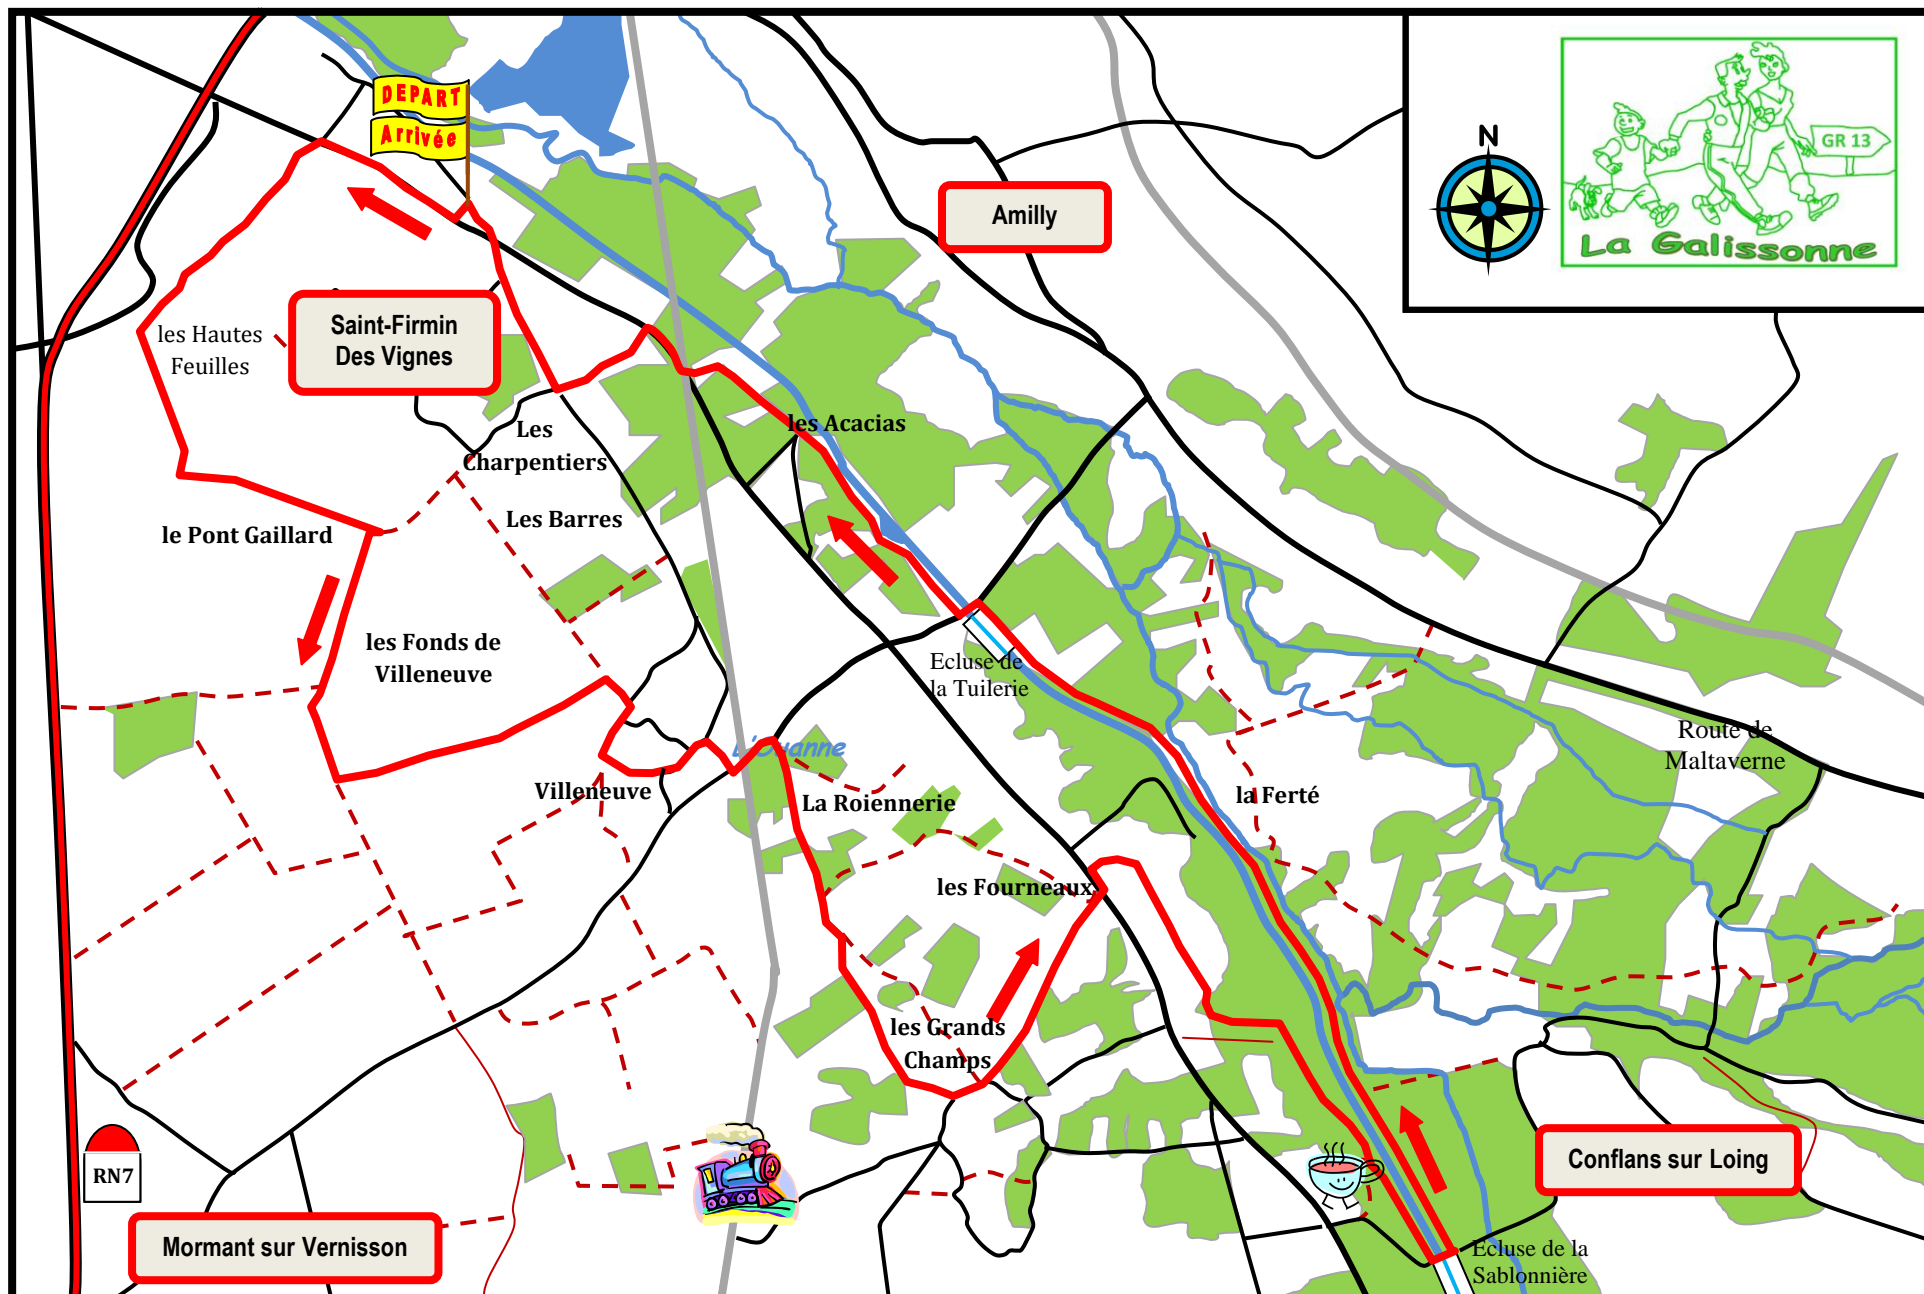 DEPART
Arrivée
N
GR 13
La Galissonne
Amilly
les Hautes
Feuilles
Saint-Firmin
Des Vignes
les Acacias
Les
Charpentiers
Les Barres
le Pont Gaillard
les Fonds de
Villeneuve
Ecluse de
la Tuilerie
L'Ouanne
Route de
Maltaverne
Villeneuve
La Roiennerie
la Ferté
les Fourneaux
les Grands
Champs
RN7
Conflans sur Loing
Mormant sur Vernisson
Ecluse de la
Sablonnière